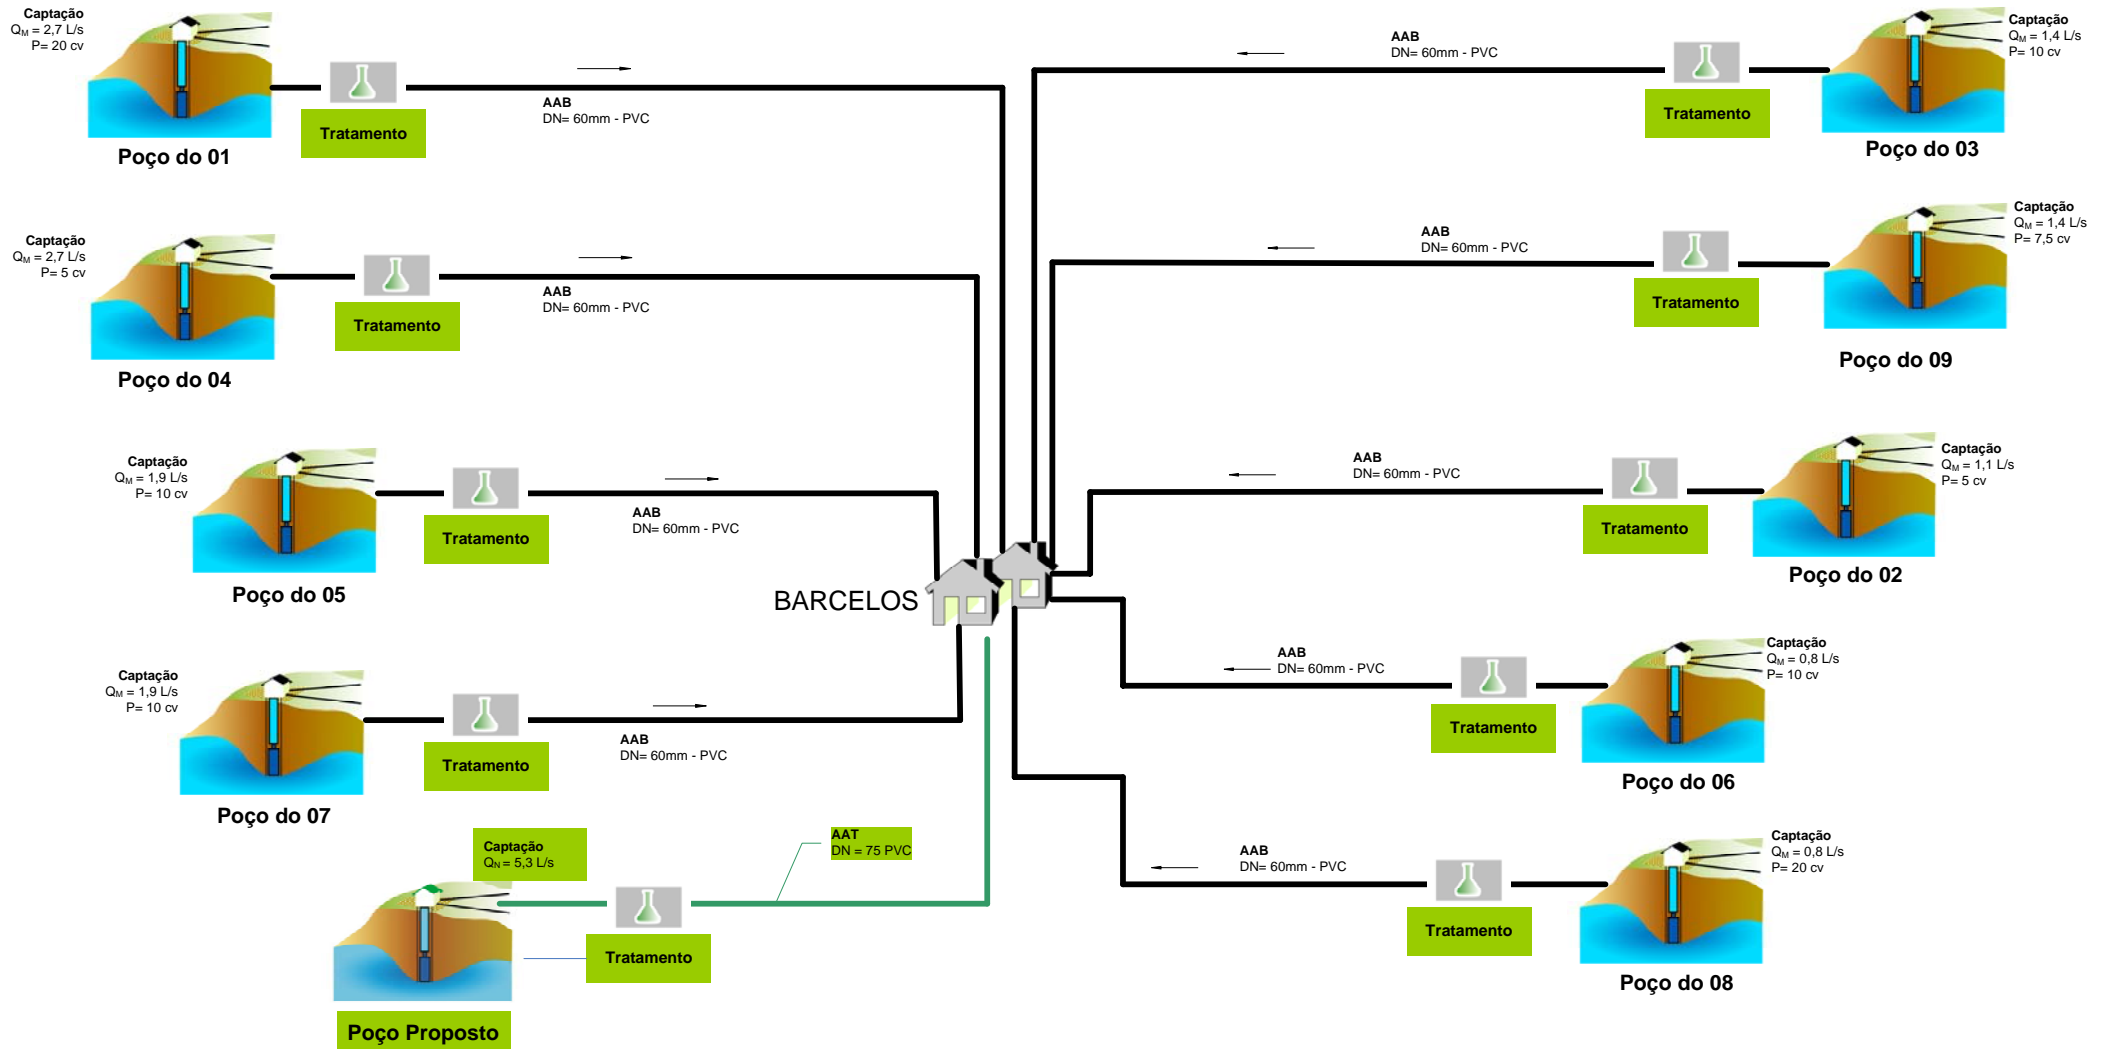 Captação
QM = 2,7 L/s
P= 20 cv
AAB
DN= 60mm - PVC
Tratamento
Poço do 01
AAB
DN= 60mm - PVC
Captação
QM = 1,4 L/s
P= 10 cv
Tratamento
Poço do 03
Captação
QM = 2,7 L/s
P= 5 cv
AAB
DN= 60mm - PVC
Tratamento
Poço do 04
AAB
DN= 60mm - PVC
Captação
QM = 1,4 L/s
P= 7,5 cv
Tratamento
Poço do 09
Captação
QM = 1,9 L/s
P= 10 cv
AAB
DN= 60mm - PVC
Tratamento
Poço do 05
AAB
DN= 60mm - PVC
Captação
QM = 1,1 L/s
P= 5 cv
Tratamento
Poço do 02
BARCELOS
Captação
QM = 1,9 L/s
P= 10 cv
AAB
DN= 60mm - PVC
Tratamento
Poço do 07
AAB
DN= 60mm - PVC
Captação
QM = 0,8 L/s
P= 10 cv
Tratamento
Poço do 06
Captação
QN = 5,3 L/s
AAT
DN = 75 PVC
Tratamento
Poço Proposto
AAB
DN= 60mm - PVC
Captação
QM = 0,8 L/s
P= 20 cv
Tratamento
Poço do 08